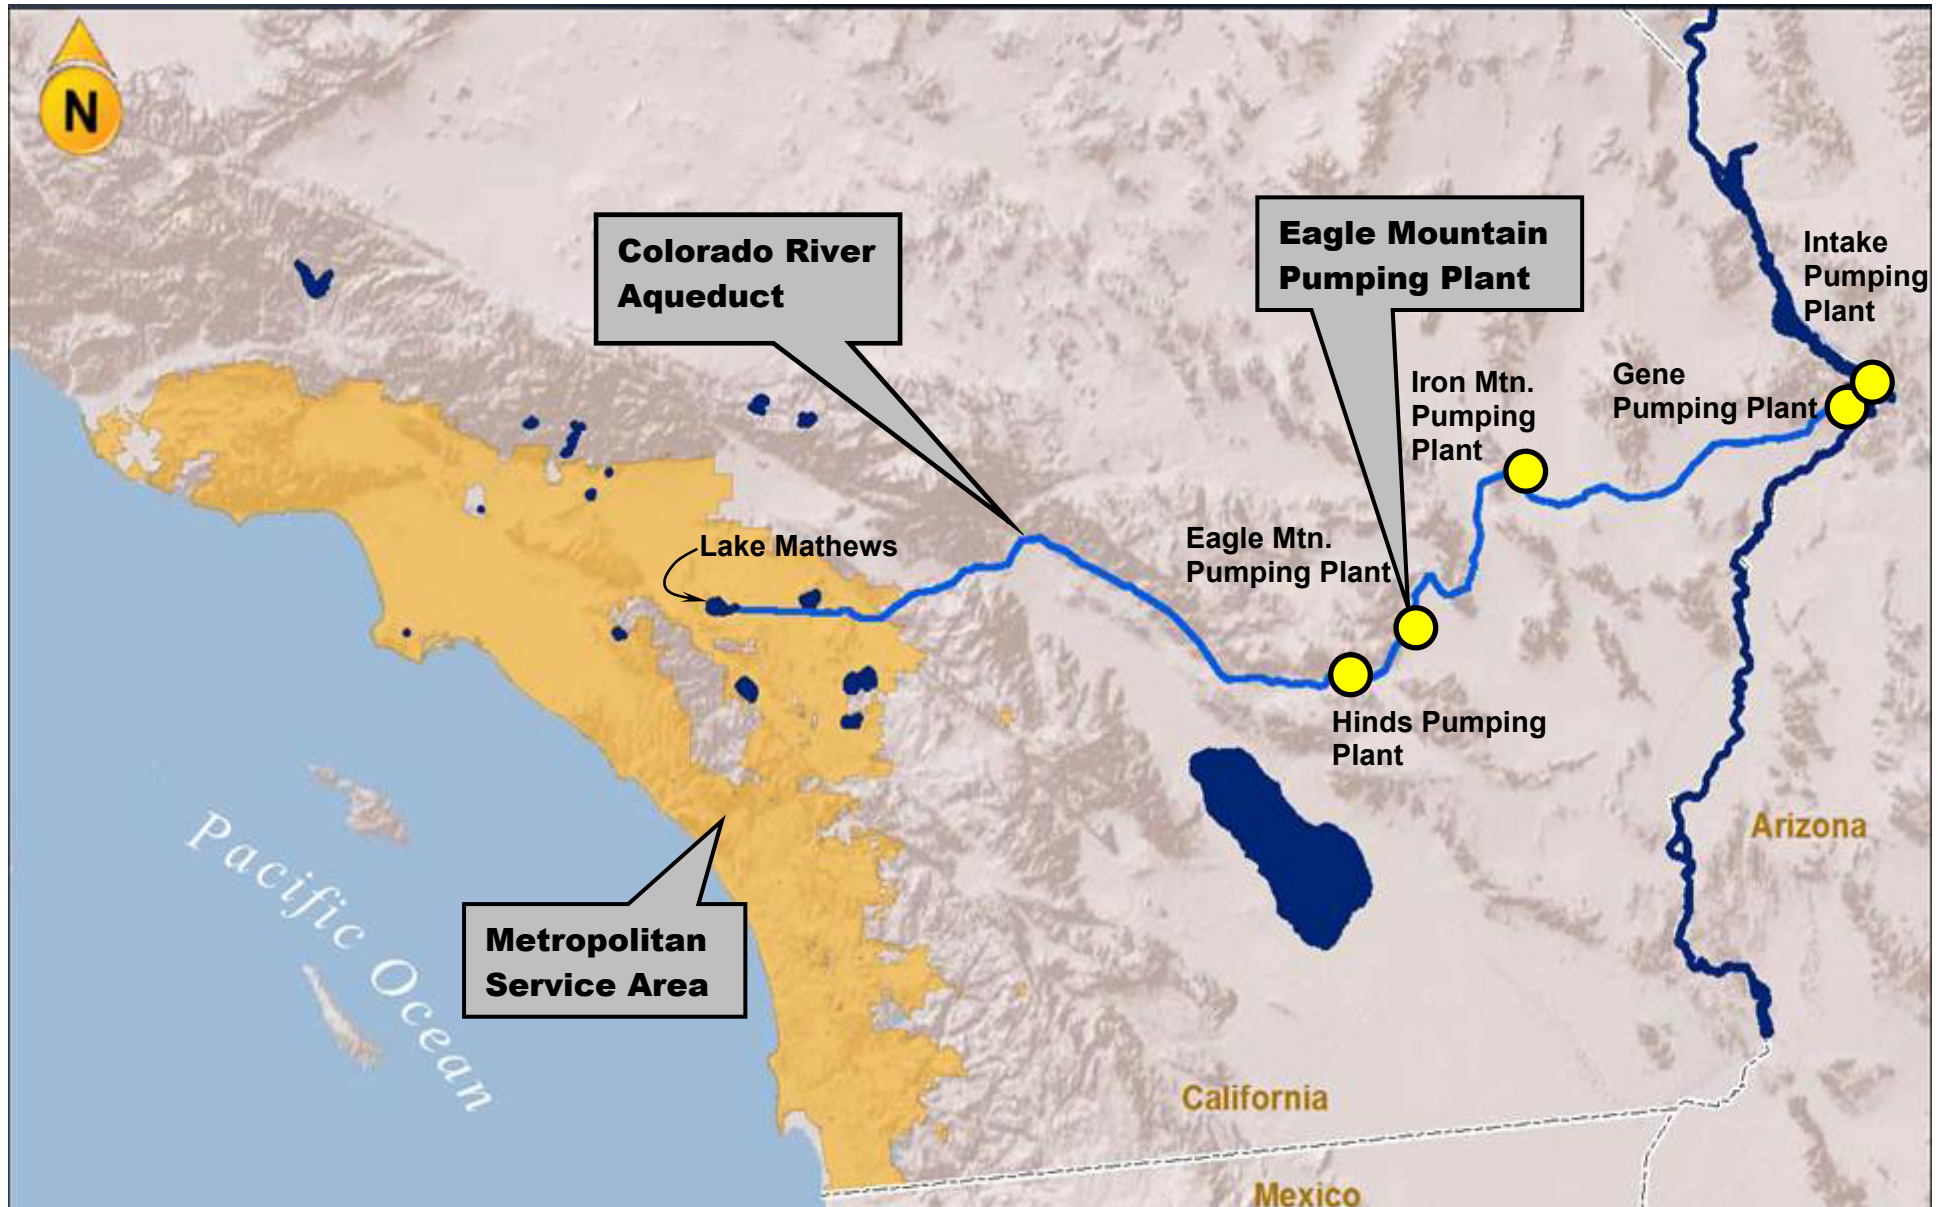 N
Colorado River
Aqueduct
Eagle Mountain
Pumping Plant
Intake
Pumping
Plant
Iron Mtn.
Pumping
Plant
Gene
Pumping Plant
Lake Mathews
Eagle Mtn.
Pumping Plant
Hinds Pumping
Plant
Arizona
Pacific Ocean
Metropolitan
Service Area
California
Mexico